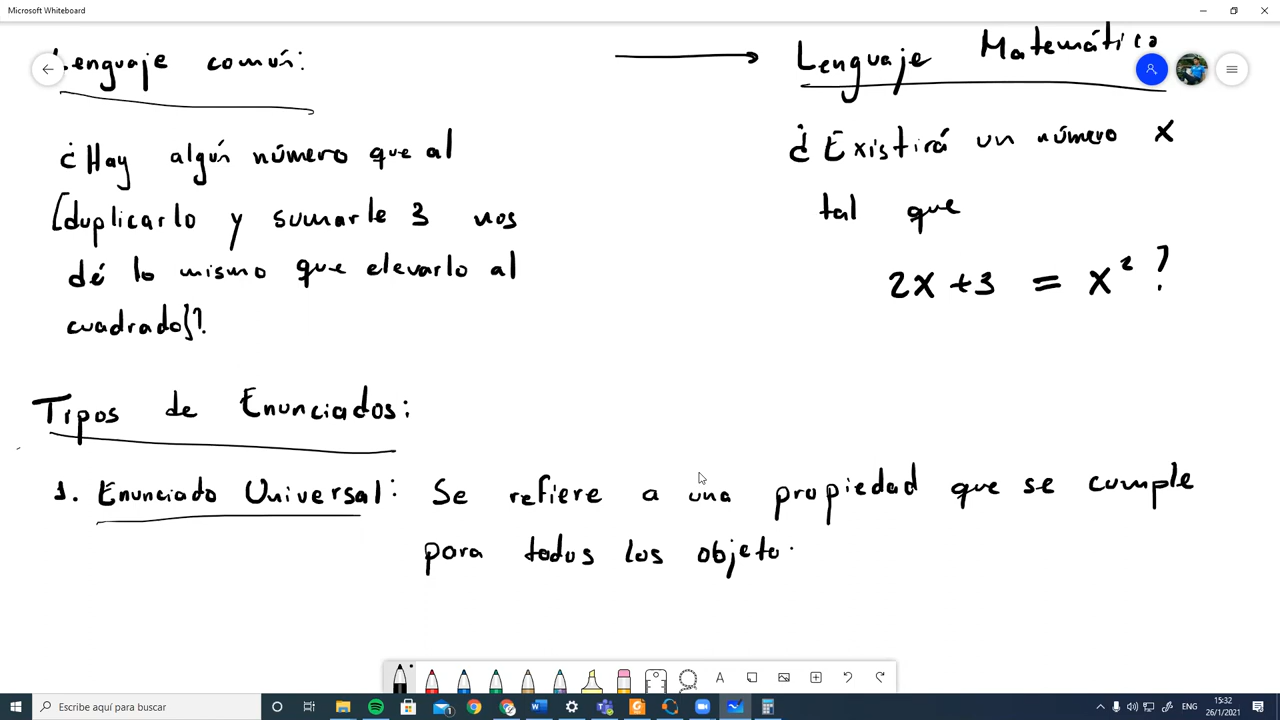 Microsoft Whiteboard
Lenguaje común:
Lenguaje Matemático
¿Hay algún número que al
[duplicarlo y sumarle 3 nos
dé lo mismo que elevarlo al
cuadrado]?
¿Existirá un número x
tal que
2x+3 = x² ?
Tipos de Enunciados:
1. Enunciado Universal: Se refiere a una propiedad que se cumple
para todos los objeto
Escribe aquí para buscar
ENG
15:32
26/1/2021